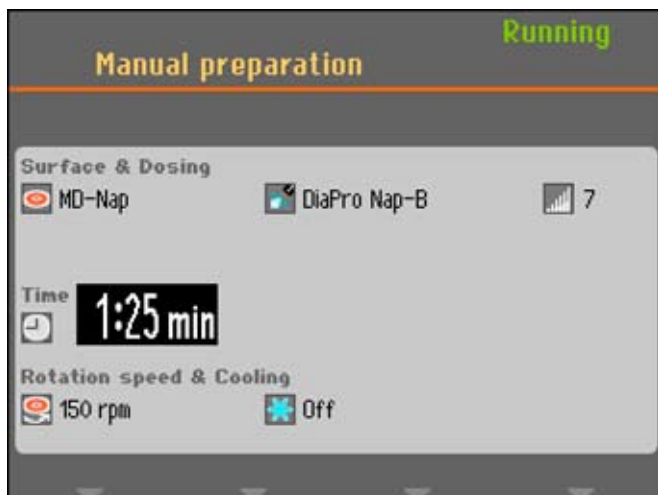 Running
Manual preparation
Surface & Dosing
MD-Nap DiaPro Nap-B 7
Time
1:25 min
Rotation speed & Cooling
150 rpm Off